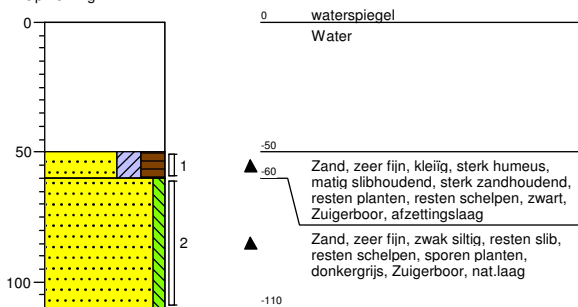 0
50
100
1
2
0 waterspiegel
Water
-50
-60
Zand, zeer fijn, kleiïg, sterk humeus,
matig slibhoudend, sterk zandhoudend,
resten planten, resten schelpen, zwart,
Zuigerboor, afzettingslaag
Zand, zeer fijn, zwak siltig, resten slib,
resten schelpen, sporen planten,
donkergrijs, Zuigerboor, nat.laag
-110